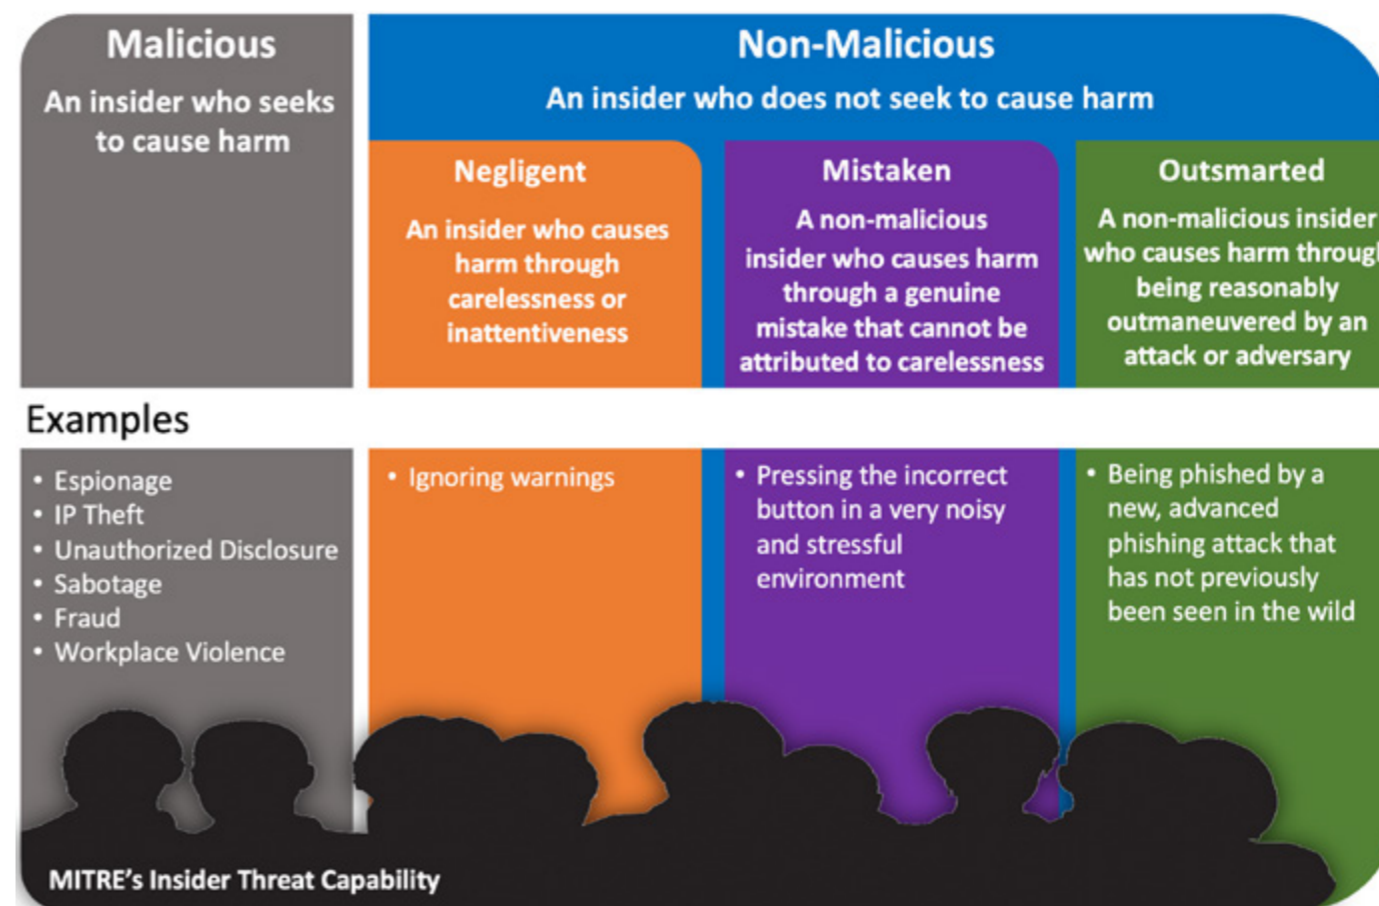 Malicious
An insider who seeks
to cause harm
Non-Malicious
An insider who does not seek to cause harm
Negligent
An insider who causes
harm through
carelessness or
inattentiveness
Mistaken
A non-malicious
insider who causes harm
through a genuine
mistake that cannot be
attributed to carelessness
Outsmarted
A non-malicious insider
who causes harm through
being reasonably
outmaneuvered by an
attack or adversary
Examples
• Espionage
• IP Theft
• Unauthorized Disclosure
• Sabotage
• Fraud
• Workplace Violence
• Ignoring warnings
• Pressing the incorrect
button in a very noisy
and stressful
environment
• Being phished by a
new, advanced
phishing attack that
has not previously
been seen in the wild
MITRE's Insider Threat Capability